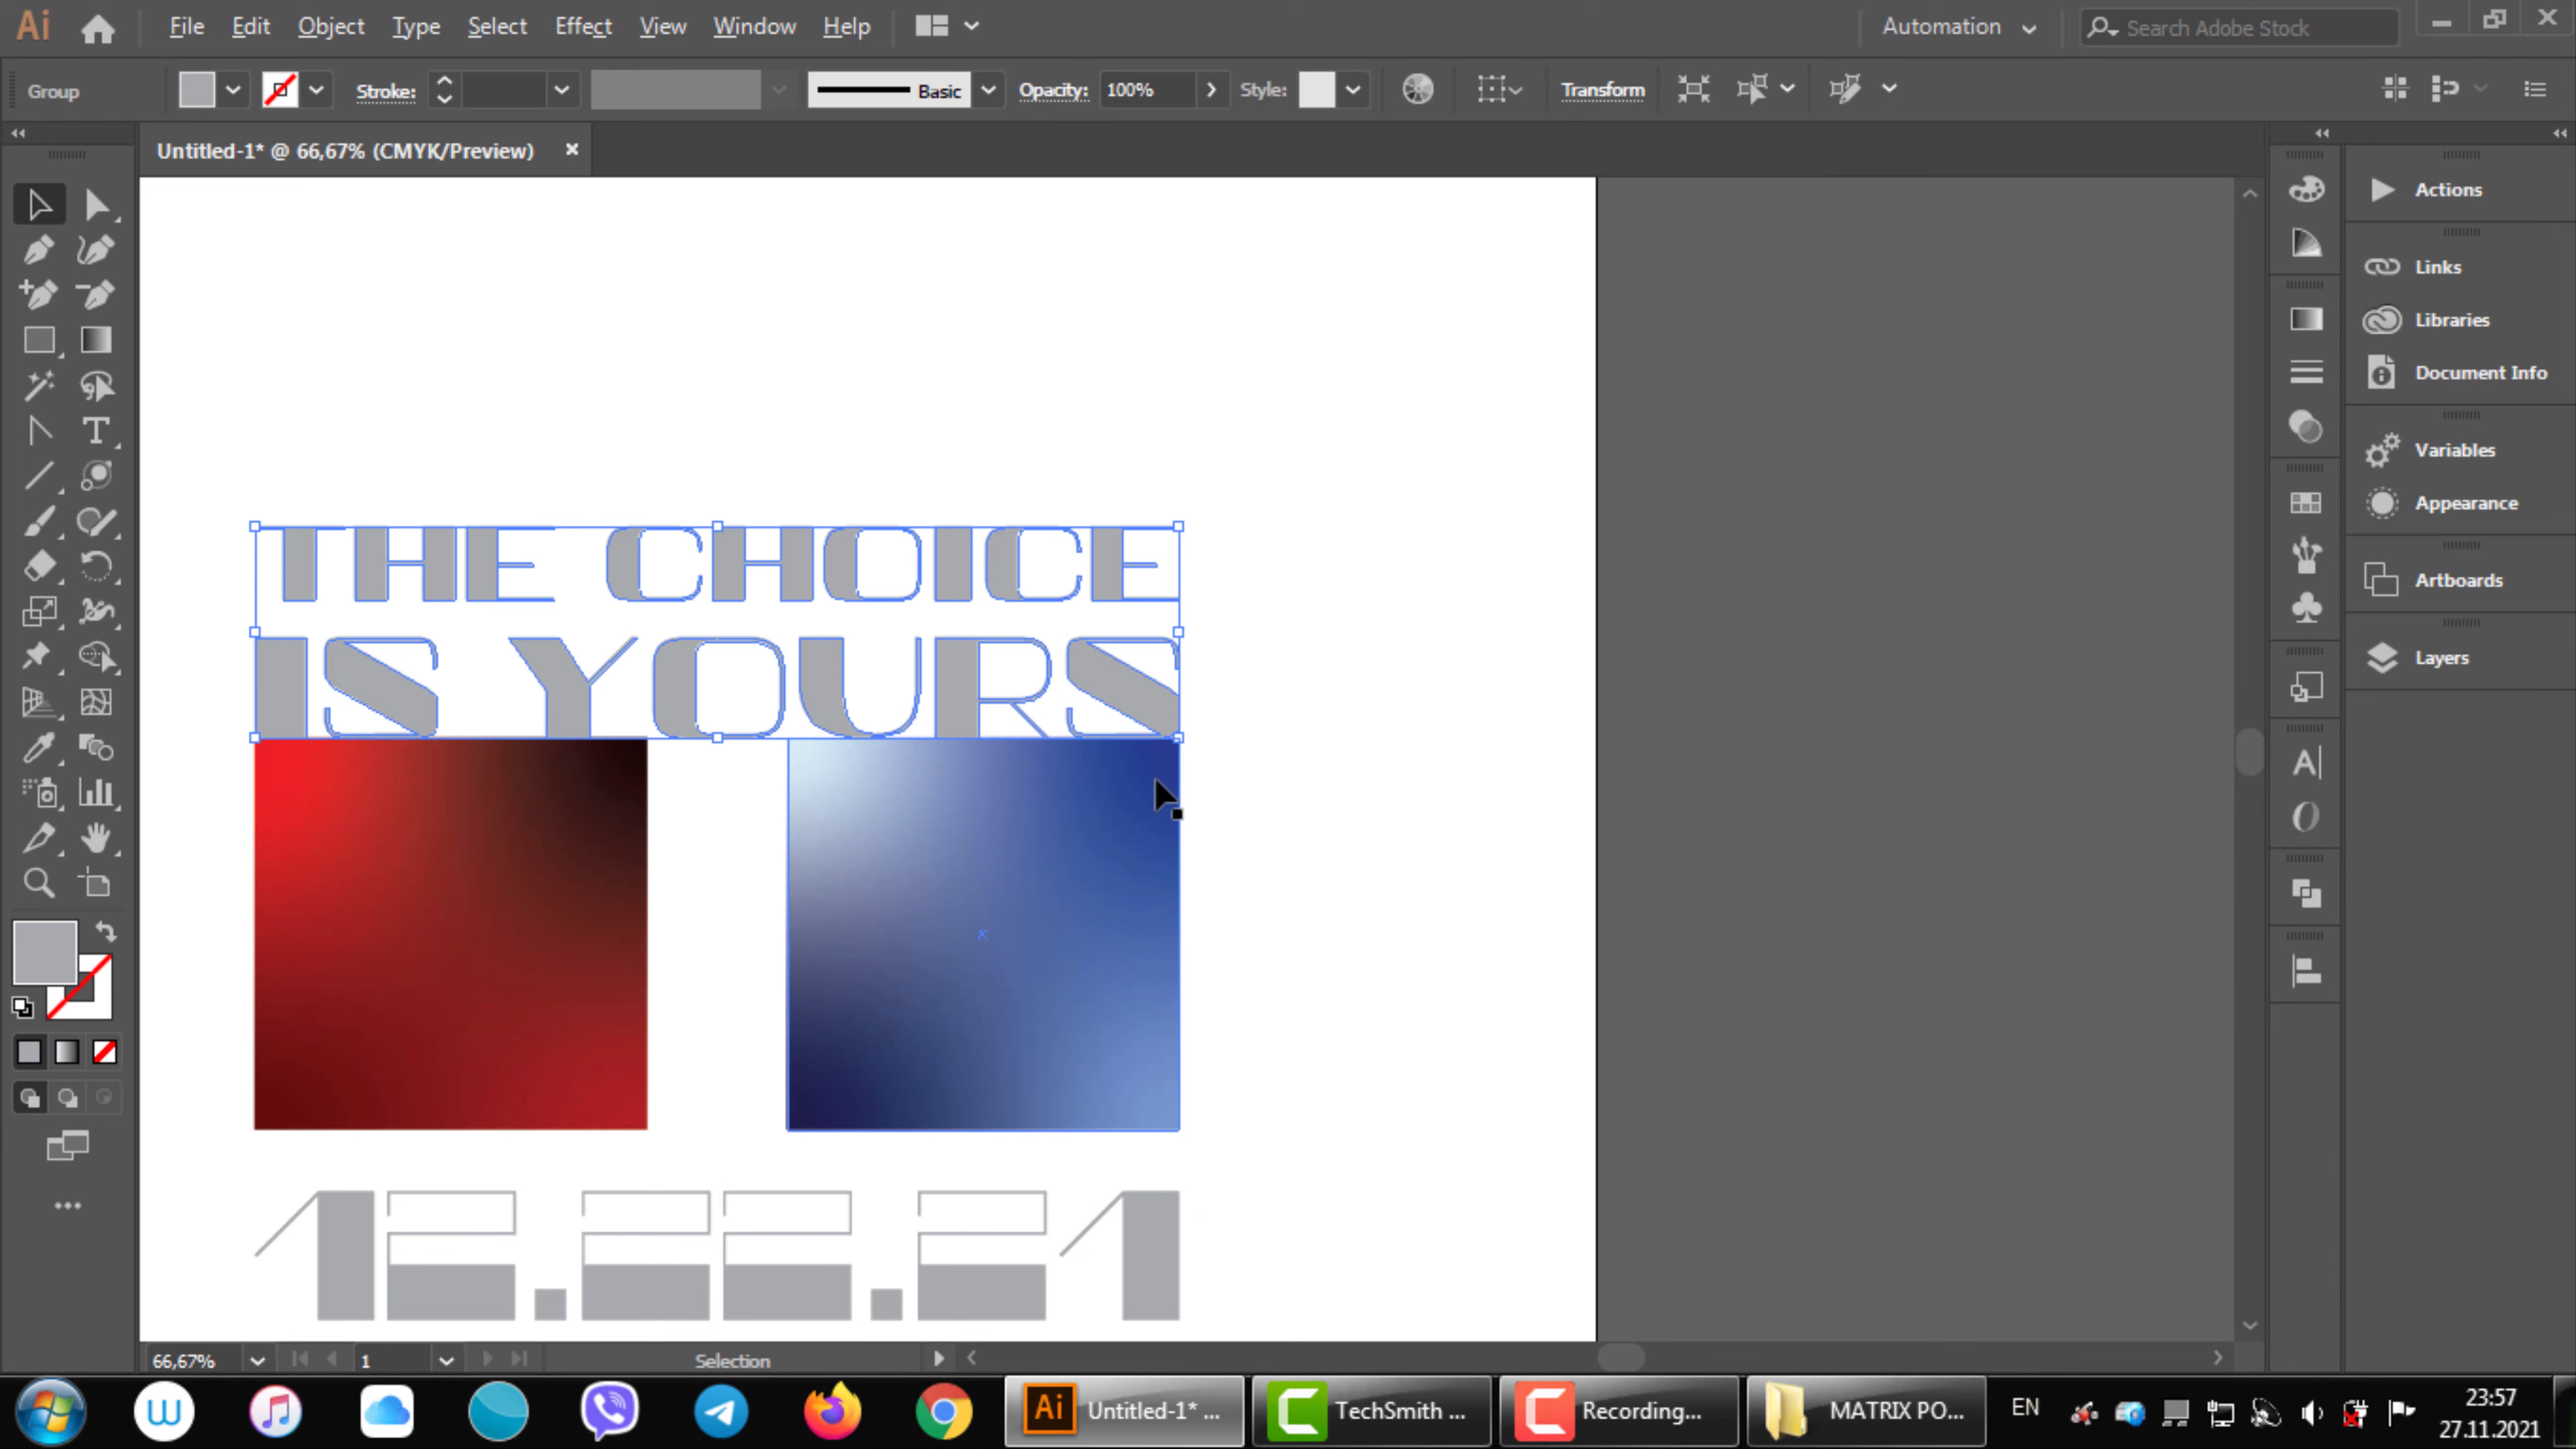 Ai File Edit Object Type Select Effect View Window Help Automation Search Adobe Stock
Group Stroke: Basic Opacity: 100% Style: Transform
Untitled-1* @ 66,67% (CMYK/Preview)
Actions
Links
Libraries
Document Info
Variables
Appearance
Artboards
Layers
THE CHOICE
IS YOURS
12.22.21
66,67% 1 Selection
Ai Untitled-1* ... TechSmith ... Recording... MATRIX PO... EN 23:57
27.11.2021